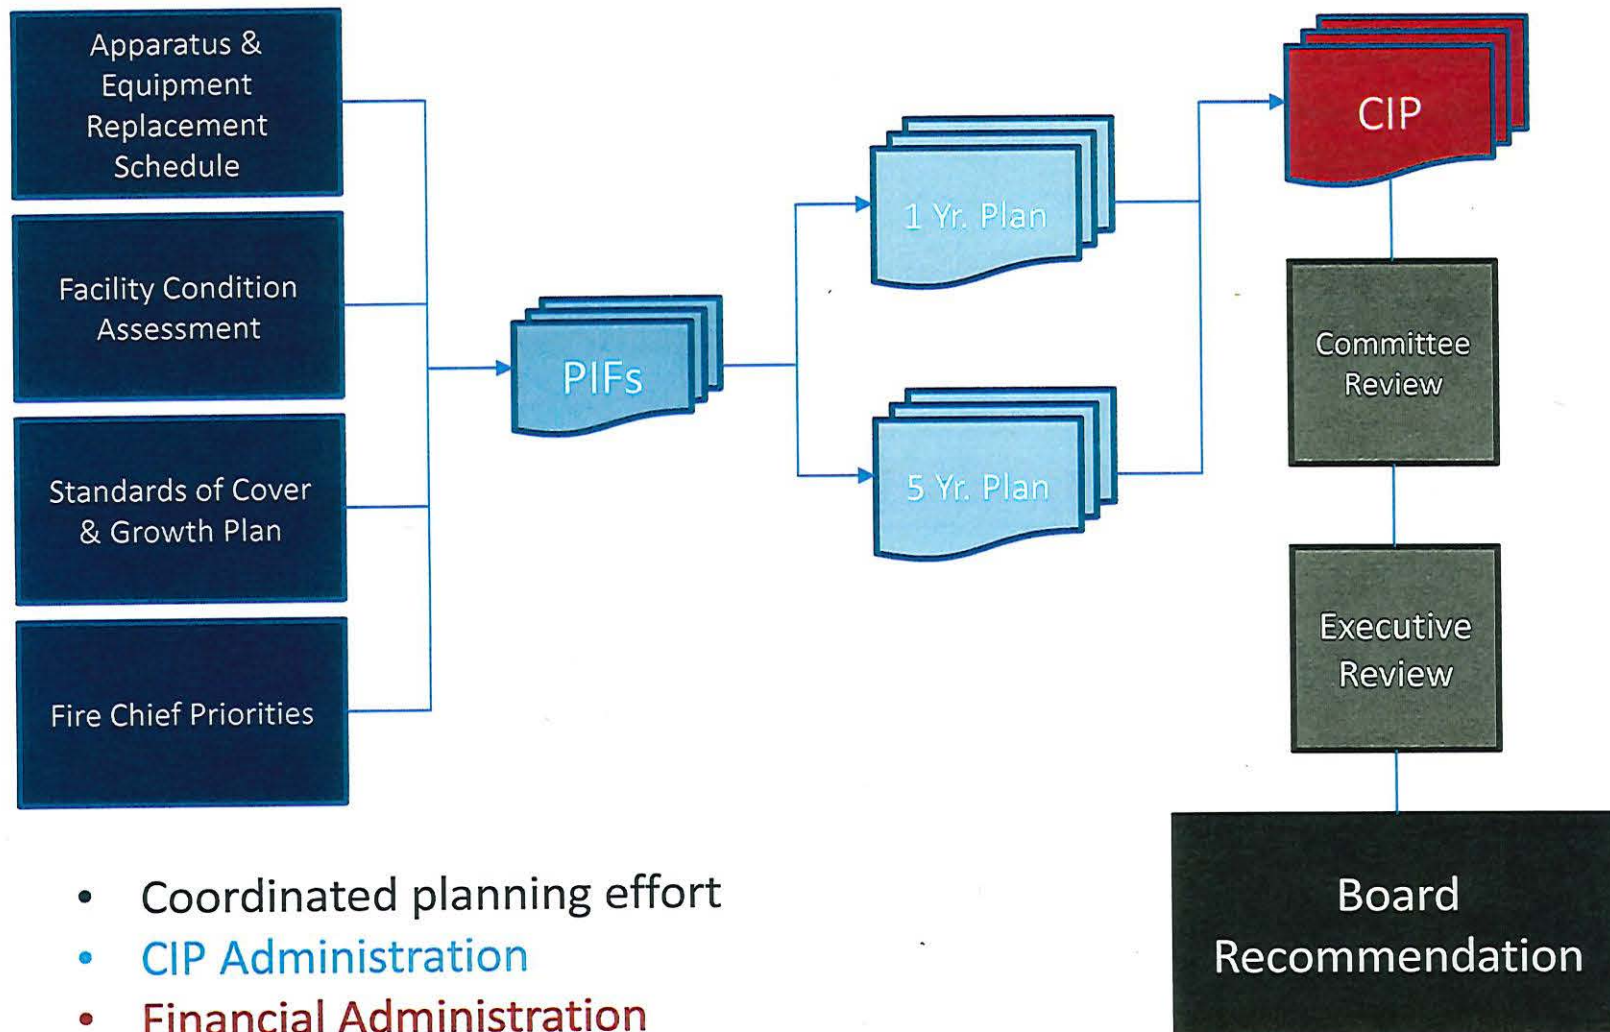 Apparatus &
Equipment
Replacement
Schedule
Facility Condition
Assessment
Standards of Cover
& Growth Plan
Fire Chief Priorities
PIFs
1 Yr. Plan
5 Yr. Plan
CIP
Committee
Review
Executive
Review
Board
Recommendation
• Coordinated planning effort
• CIP Administration
• Financial Administration